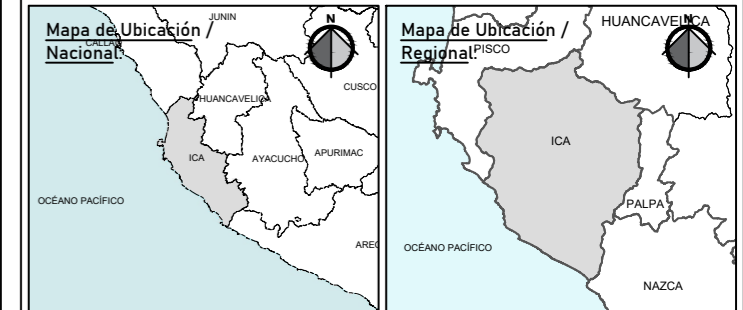 Mapa de Ubicación /
Nacional:
N
JUNIN
CALLAO
CUSCO
HUANCAVELICA
ICA
AYACUCHO
APURIMAC
OCÉANO PACÍFICO
AREQ
Mapa de Ubicación /
Regional:
N
HUANCAVELICA
PISCO
ICA
PALPA
OCÉANO PACÍFICO
NAZCA